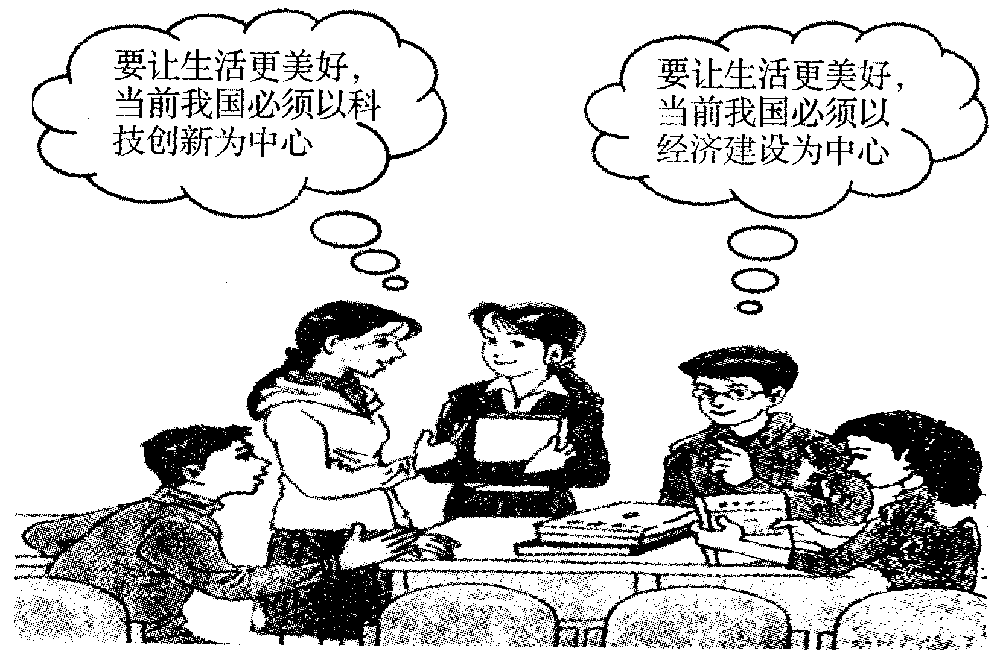 要让生活更美好，
当前我国必须以科
技创新为中心
要让生活更美好，
当前我国必须以
经济建设为中心